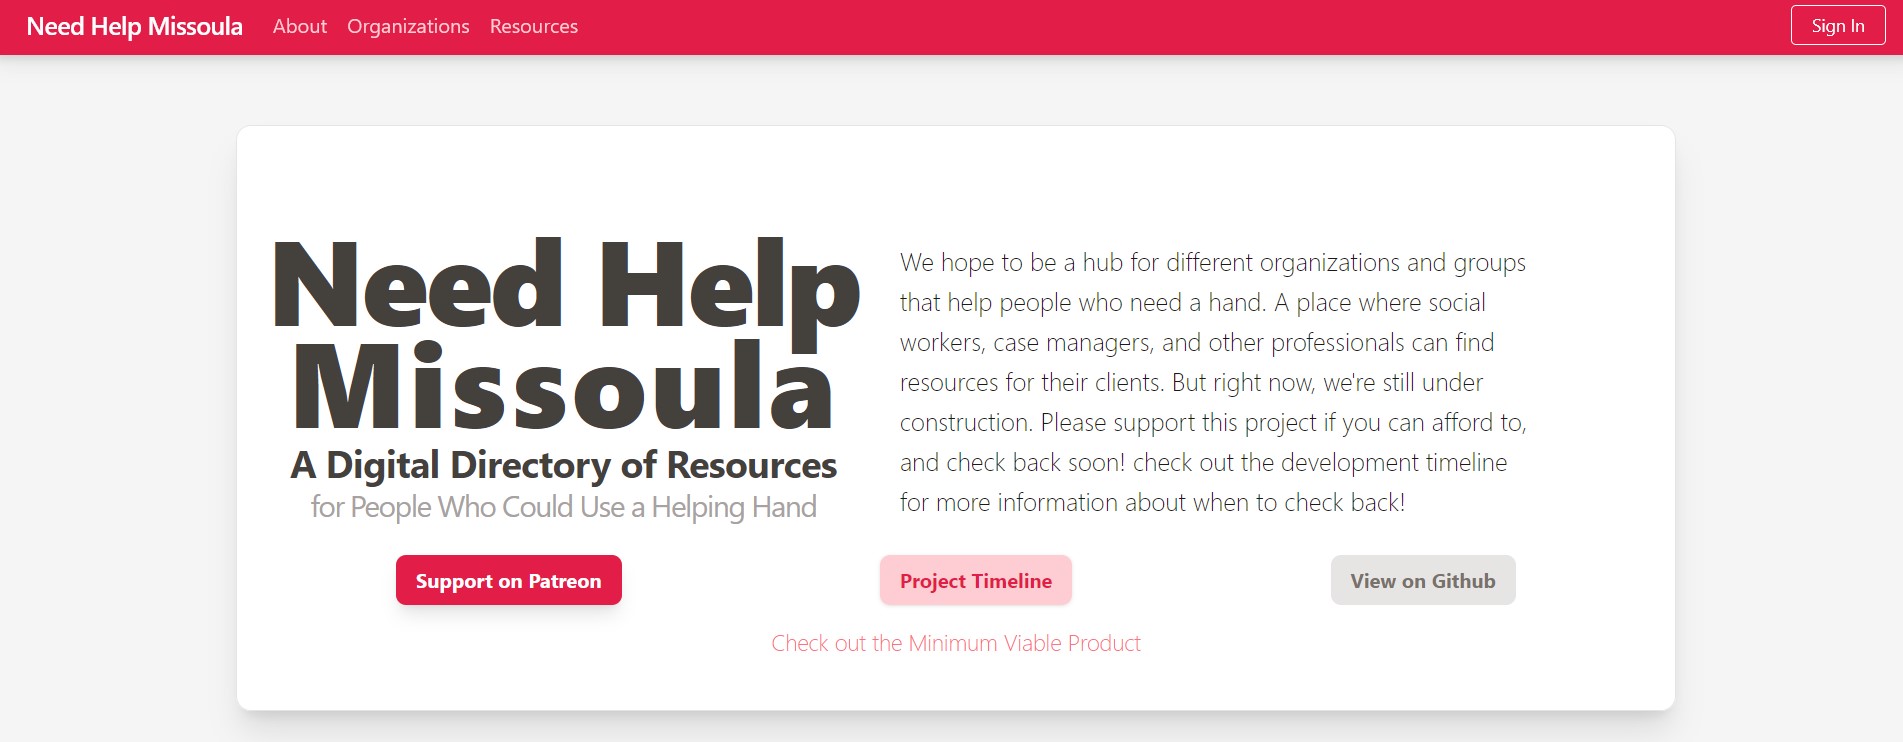 Need Help Missoula About Organizations Resources Sign In
Need Help
Missoula
A Digital Directory of Resources
for People Who Could Use a Helping Hand
We hope to be a hub for different organizations and groups
that help people who need a hand. A place where social
workers, case managers, and other professionals can find
resources for their clients. But right now, we're still under
construction. Please support this project if you can afford to,
and check back soon! check out the development timeline
for more information about when to check back!
Support on Patreon Project Timeline View on Github
Check out the Minimum Viable Product